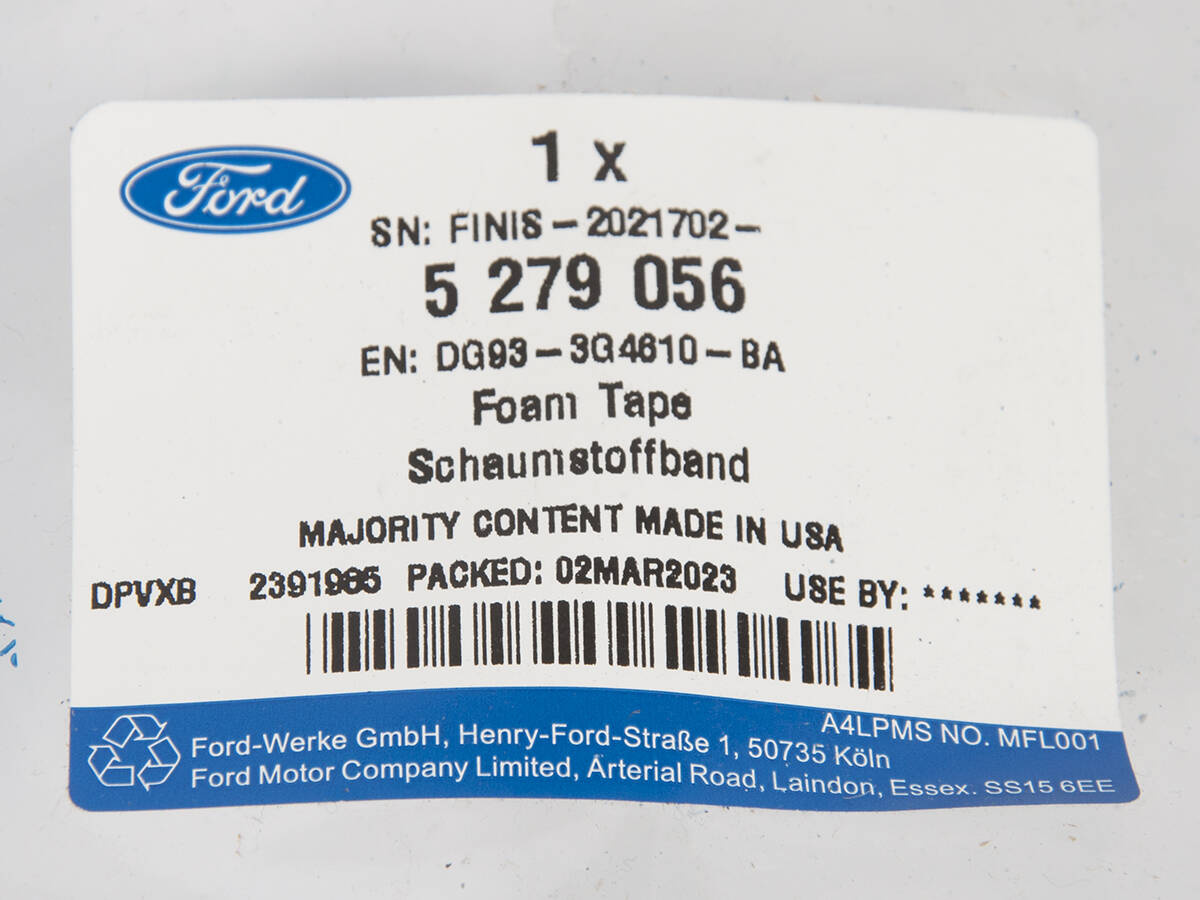 Ford
1 x
SN: FINIS-2021702-
5 279 056
EN: DG93-3G4610-BA
Foam Tape
Schaumstoffband
MAJORITY CONTENT MADE IN USA
DPVXB 2391985 PACKED: 02MAR2023 USE BY: *******
A4LPMS NO. MFL001
Ford-Werke GmbH, Henry-Ford-Straße 1, 50735 Köln
Ford Motor Company Limited, Arterial Road, Laindon, Essex. SS15 6EE